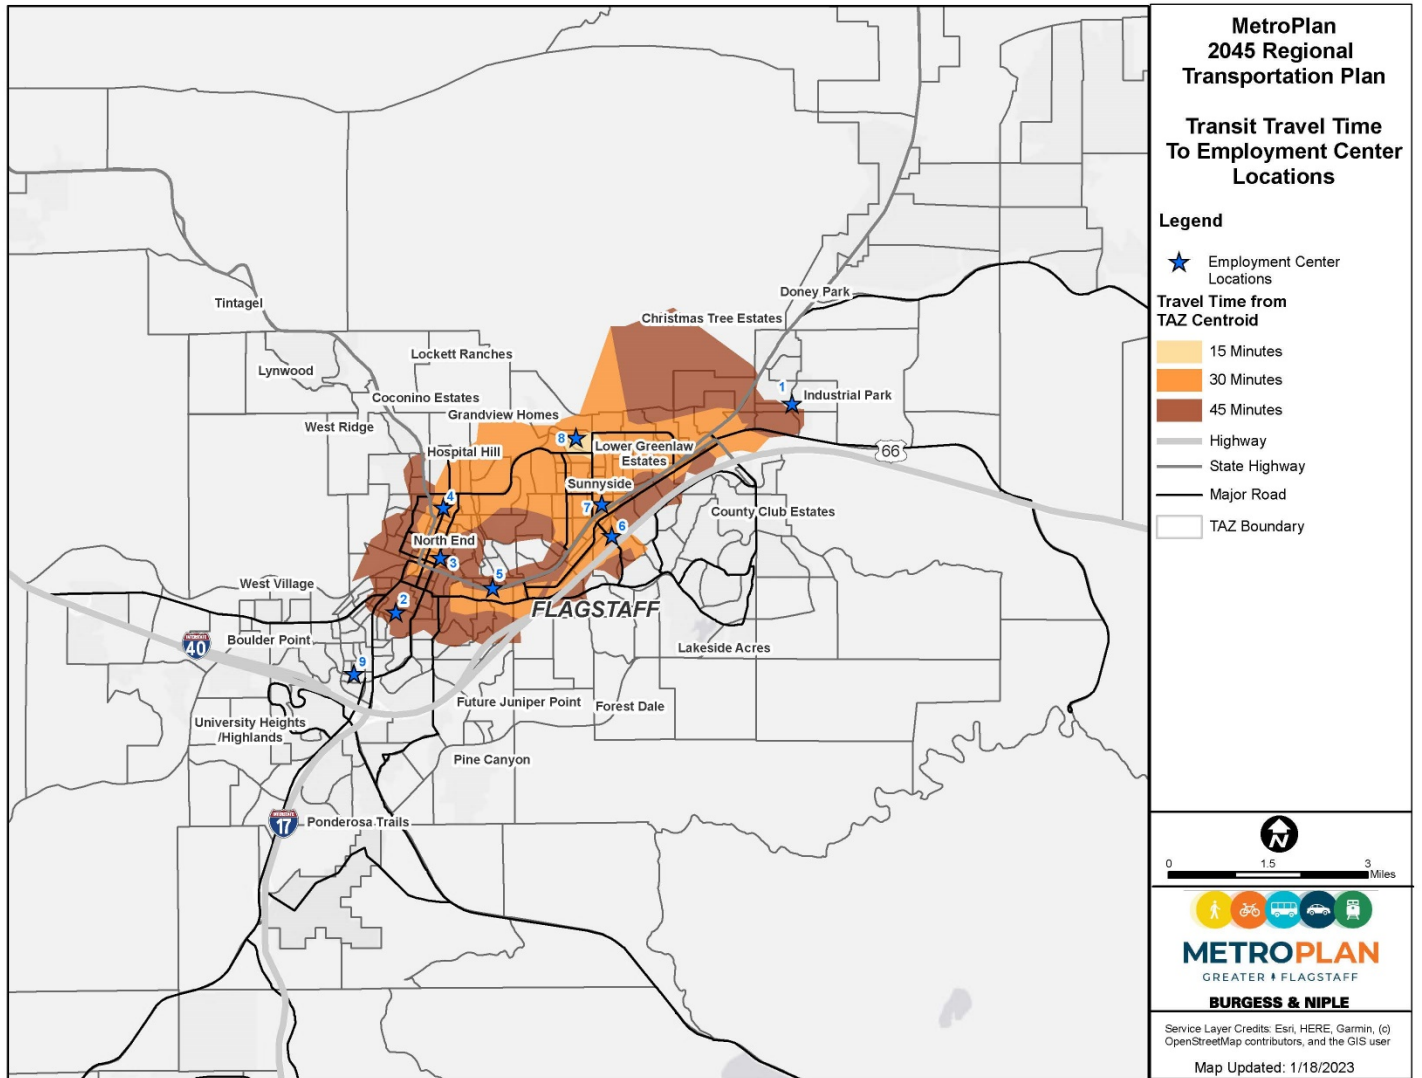 MetroPlan
2045 Regional
Transportation Plan
Transit Travel Time
To Employment Center
Locations
Legend
Employment Center
Locations
Travel Time from
TAZ Centroid
15 Minutes
30 Minutes
45 Minutes
Highway
State Highway
Major Road
TAZ Boundary
Tintagel
Doney Park
Christmas Tree Estates
Lockett Ranches
Lynwood
1
Industrial Park
Coconino Estates
Grandview Homes
West Ridge
8
Hospital Hill
Lower Greenlaw
Estates
66
Sunnyside
4
7
County Club Estates
6
North End
3
5
West Village
2
FLAGSTAFF
Boulder Point
INTERSTATE
40
Lakeside Acres
9
Future Juniper Point
Forest Dale
University Heights
/Highlands
Pine Canyon
INTERSTATE
17
Ponderosa Trails
N
0
1.5
3
Miles
METROPLAN
GREATER FLAGSTAFF
BURGESS & NIPLE
Service Layer Credits: Esri, HERE, Garmin, (c)
OpenStreetMap contributors, and the GIS user
Map Updated: 1/18/2023